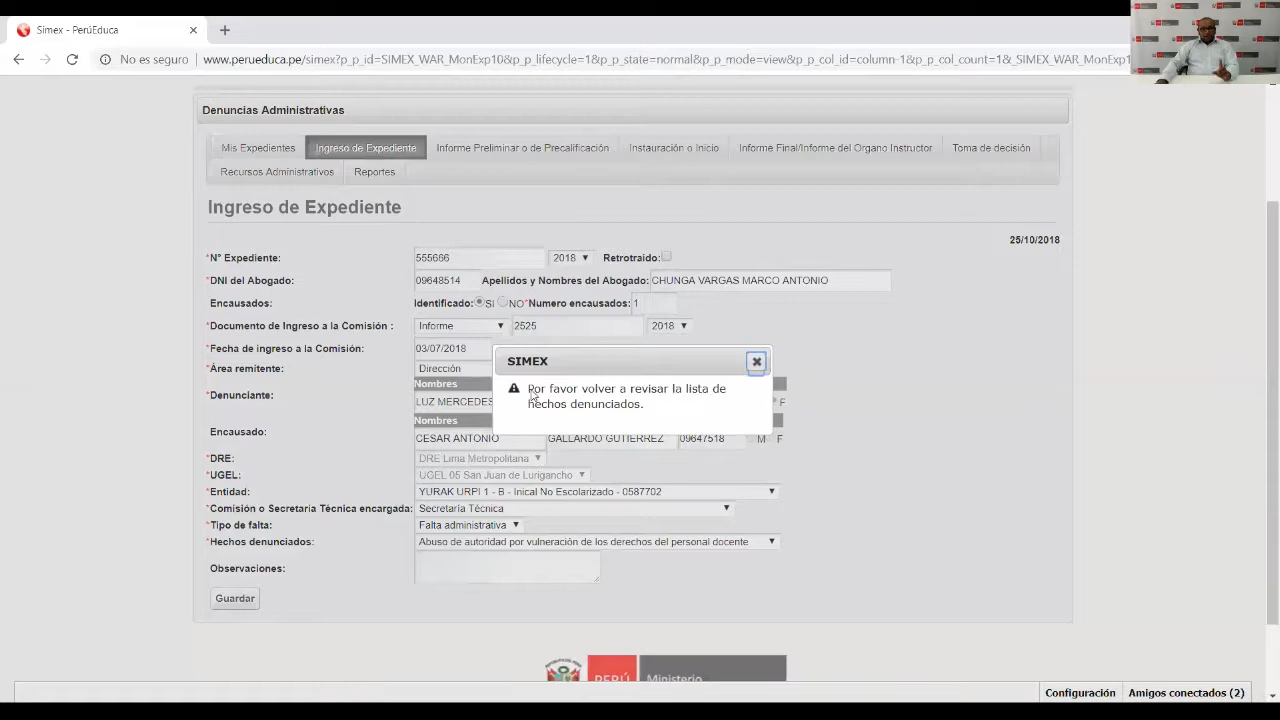 Simex - PerúEduca
No es seguro www.perueduca.pe/simex?p_p_id=SIMEX_WAR_MonExp10&p_p_lifecycle=1&p_p_state=normal&p_p_mode=view&p_p_col_id=column-1&p_p_col_count=1&_SIMEX_WAR_MonExp1
Denuncias Administrativas
Mis Expedientes Ingreso de Expediente Informe Preliminar o de Precalificación Instauración o Inicio Informe Final/Informe del Organo Instructor Toma de decisión
Recursos Administrativos Reportes
Ingreso de Expediente
25/10/2018
*N° Expediente: 555666 2018 Retrotraido:
*DNI del Abogado: 09648514 Apellidos y Nombres del Abogado: CHUNGA VARGAS MARCO ANTONIO
Encausados: Identificado: SI NO *Numero encausados: 1
*Documento de Ingreso a la Comisión : Informe 2525 2018
*Fecha de ingreso a la Comisión: 03/07/2018
SIMEX
*Área remitente: Dirección
Nombres
Por favor volver a revisar la lista de
hechos denunciados.
*Denunciante: LUZ MERCEDES F
Nombres
*Encausado: CESAR ANTONIO GALLARDO GUTIERREZ 09647518 M F
*DRE: DRE Lima Metropolitana
*UGEL: UGEL 05 San Juan de Lurigancho
*Entidad: YURAK URPI 1 - B - Inical No Escolarizado - 0587702
*Comisión o Secretaria Técnica encargada: Secretaría Técnica
*Tipo de falta: Falta administrativa
*Hechos denunciados: Abuso de autoridad por vulneración de los derechos del personal docente
Observaciones:
Guardar
PERÚ Ministerio
Configuración Amigos conectados (2)